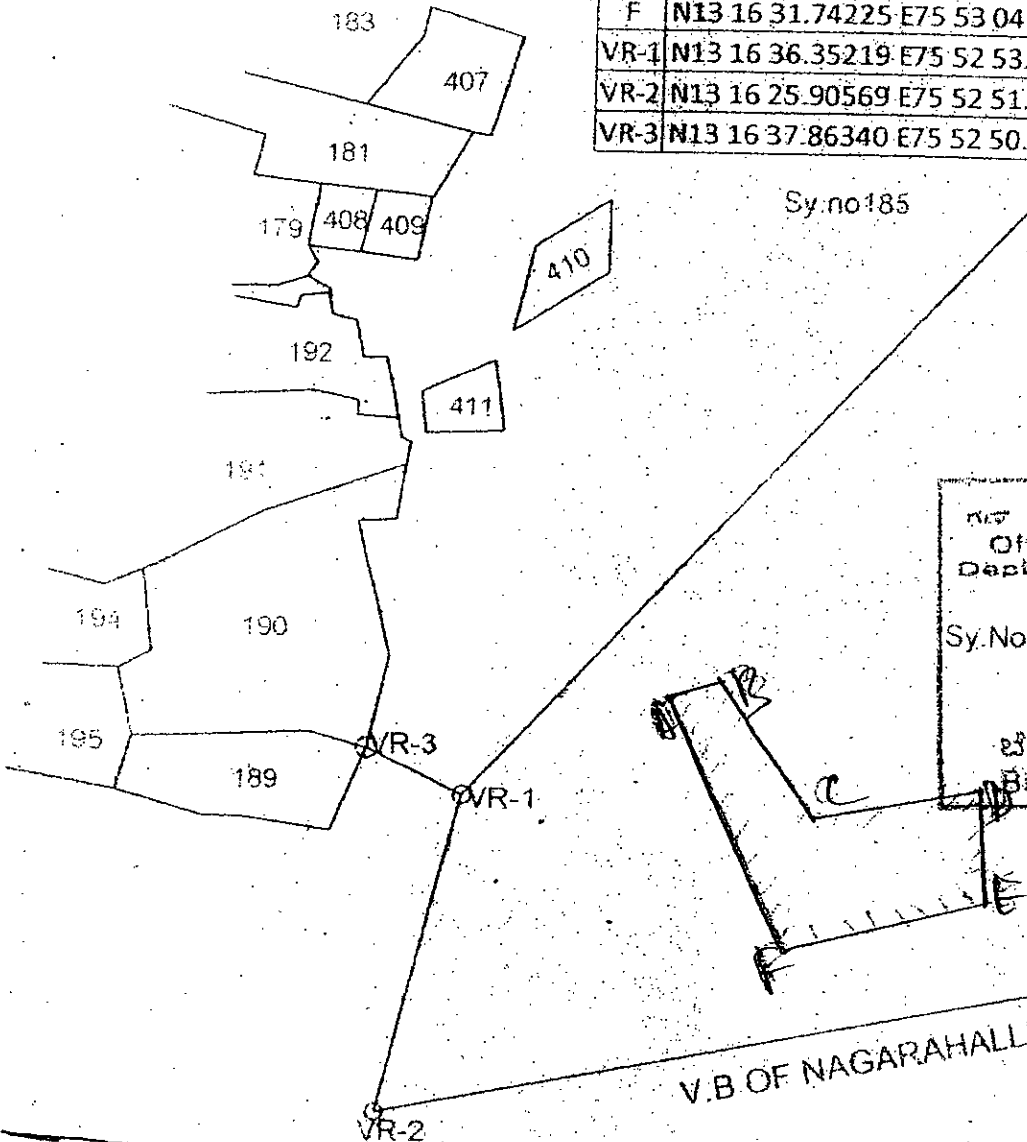 F N13 16 31.74225 E75 53 04
VR-1 N13 16 36.35219 E75 52 53.
VR-2 N13 16 25.90569 E75 52 51.
VR-3 N13 16 37.86340 E75 52 50.
183
407
181
Sy.no185
179
408
409
410
192
411
191
Sy.No
194
190
B
195
VR-3
189
VR-1
C
D
E
F
V.B.OF NAGARAHALL
VR-2